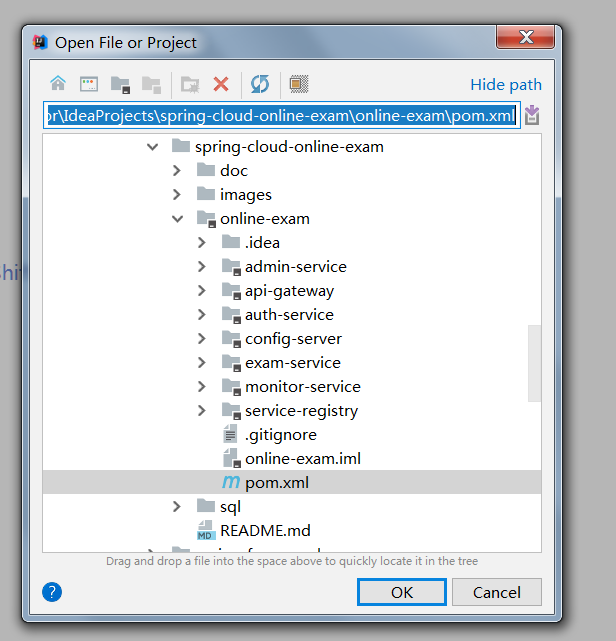 Open File or Project
Hide path
or\IdeaProjects\spring-cloud-online-exam\online-exam\pom.xml
spring-cloud-online-exam
doc
images
online-exam
.idea
admin-service
api-gateway
auth-service
config-server
exam-service
monitor-service
service-registry
.gitignore
online-exam.iml
m pom.xml
sql
MD README.md
Drag and drop a file into the space above to quickly locate it in the tree
? OK Cancel